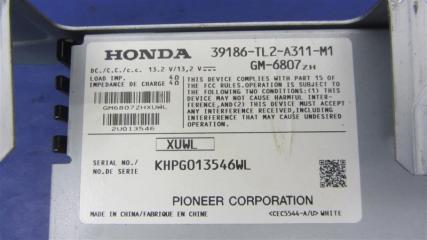 HONDA 39186-TL2-A311-M1
GM-6807ZH
DC./C.C./c.c. 13.2 V/13,2 V
LOAD IMP. 4Ω
IMPEDANCE DE CHARGE 4Ω
THIS DEVICE COMPLIES WITH PART 15 OF
THE FCC RULES. OPERATION IS SUBJECT TO
THE FOLLOWING TWO CONDITIONS: (1) THIS
DEVICE MAY NOT CAUSE HARMFUL INTER-
FERENCE, AND (2) THIS DEVICE MUST
ACCEPT ANY INTERFERENCE RECEIVED,
INCLUDING INTERFERENCE THAT MAY CAUSE
UNDESIRED OPERATION.
GM6807ZHXUWL
2U013546
XUWL
SERIAL NO./
NO.DE SERIE
KHPG013546WL
PIONEER CORPORATION
MADE IN CHINA/FABRIQUE EN CHINE
<CEC5544-A/U> WHITE